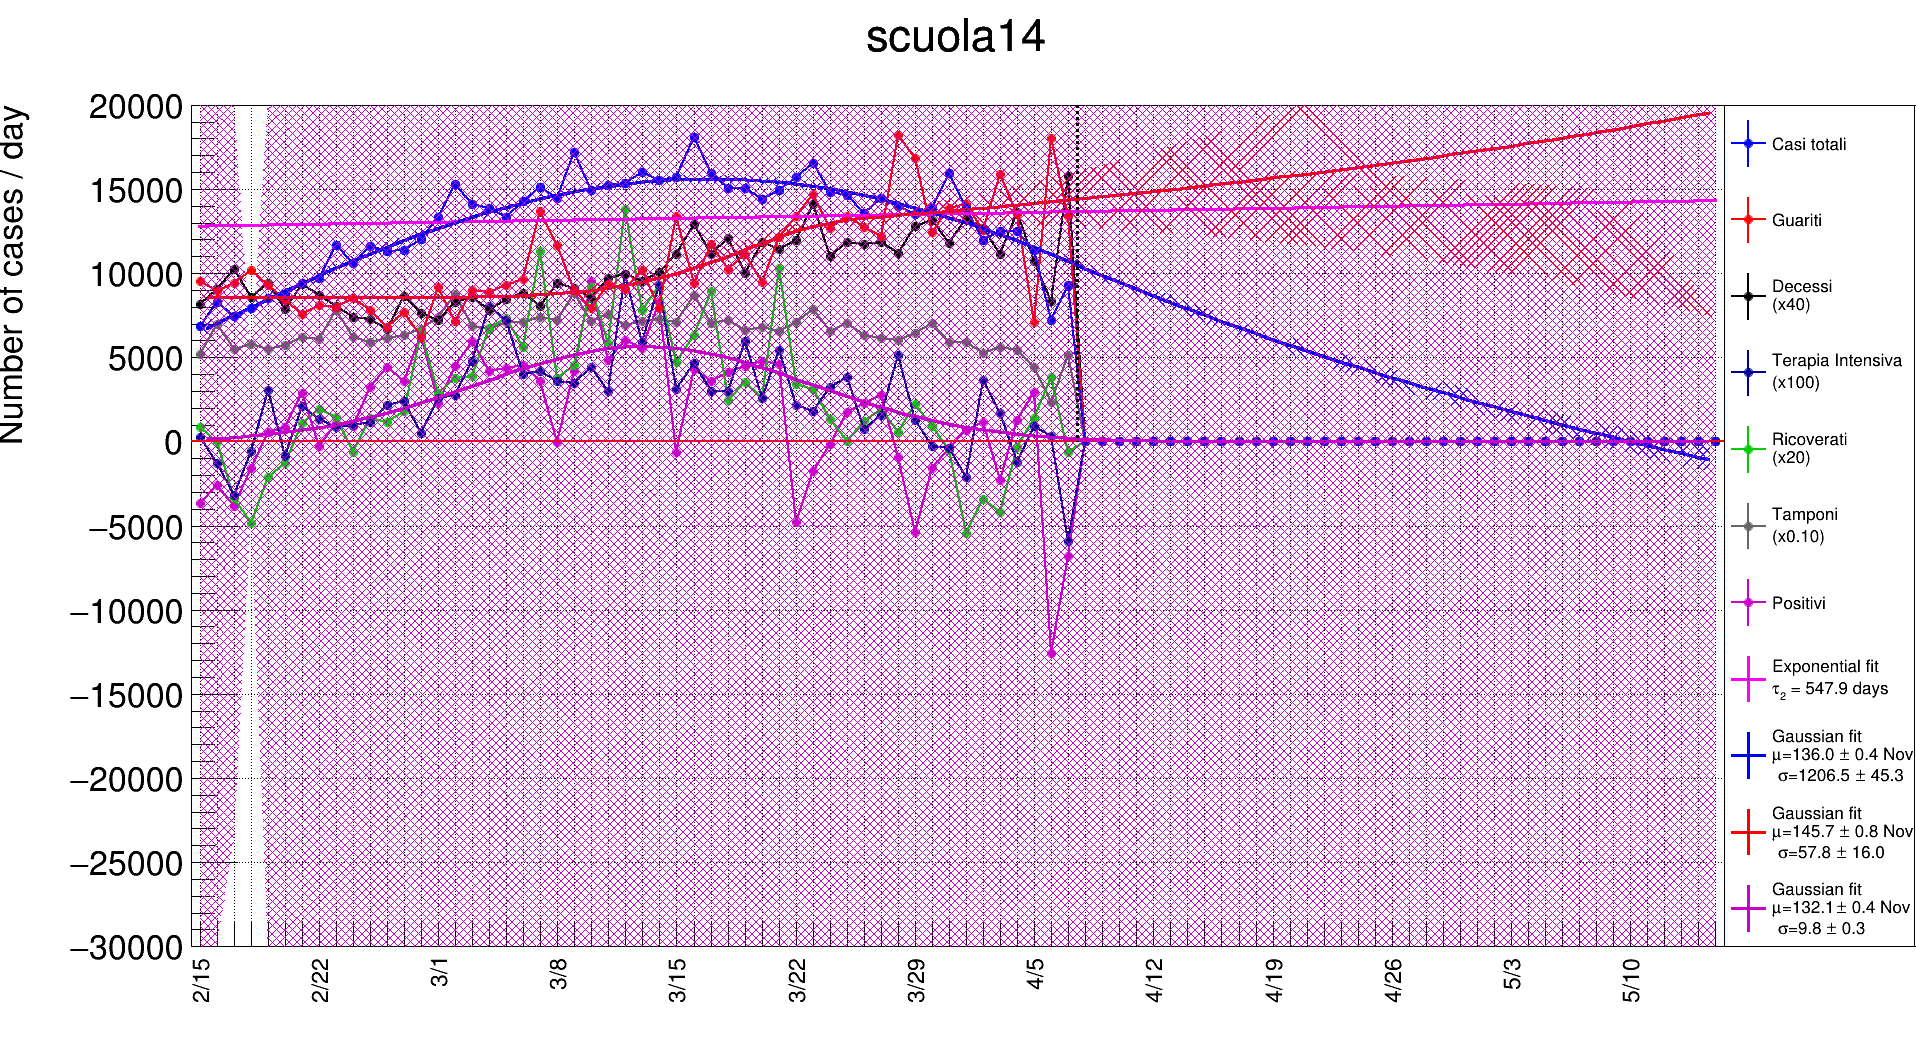 scuola14
Number of cases / day
20000
15000
10000
5000
0
−5000
−10000
−15000
−20000
−25000
−30000
2/15
2/22
3/1
3/8
3/15
3/22
3/29
4/5
4/12
4/19
4/26
5/3
5/10
Casi totali
Guariti
Decessi
(x40)
Terapia Intensiva
(x100)
Ricoverati
(x20)
Tamponi
(x0.10)
Positivi
Exponential fit
τ2 = 547.9 days
Gaussian fit
μ=136.0 ± 0.4 Nov
σ=1206.5 ± 45.3
Gaussian fit
μ=145.7 ± 0.8 Nov
σ=57.8 ± 16.0
Gaussian fit
μ=132.1 ± 0.4 Nov
σ=9.8 ± 0.3